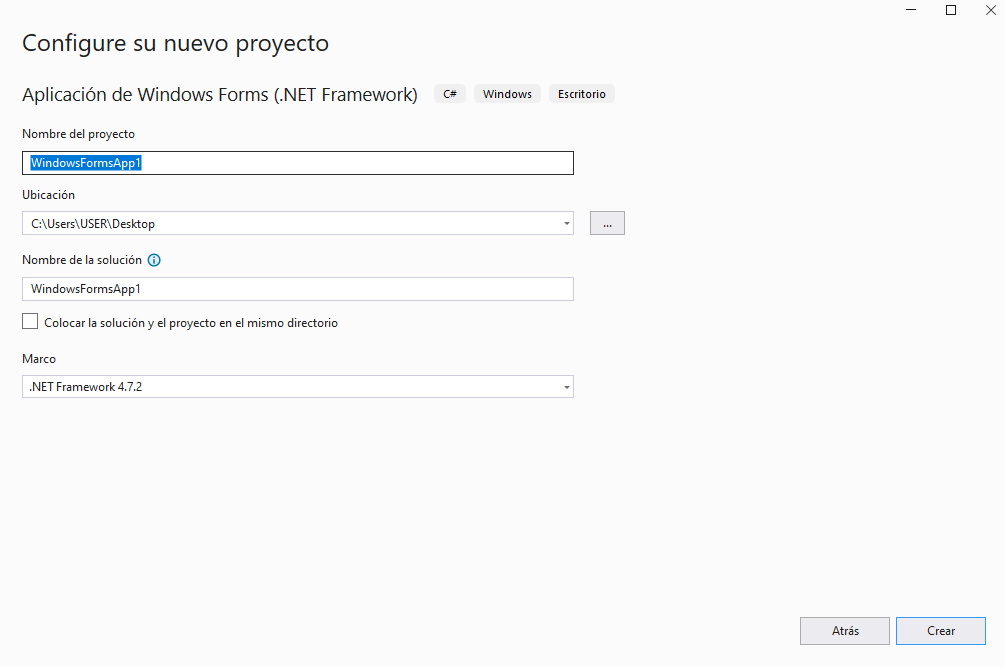 Configure su nuevo proyecto
Aplicación de Windows Forms (.NET Framework) C# Windows Escritorio
Nombre del proyecto
WindowsFormsApp1
Ubicación
C:\Users\USER\Desktop
...
Nombre de la solución
WindowsFormsApp1
Colocar la solución y el proyecto en el mismo directorio
Marco
.NET Framework 4.7.2
Atrás Crear